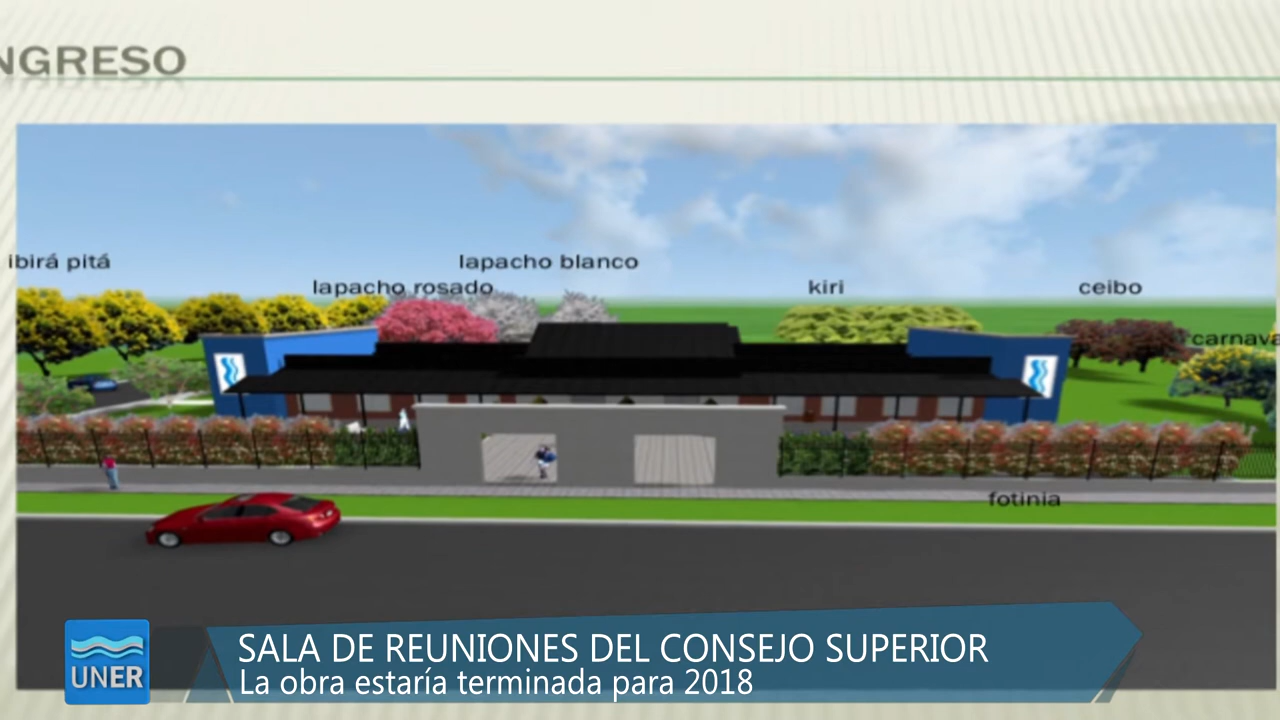 NGRESO
ibirá pitá
lapacho rosado
lapacho blanco
kiri
ceibo
carnava
fotinia
UNER
SALA DE REUNIONES DEL CONSEJO SUPERIOR
La obra estaría terminada para 2018